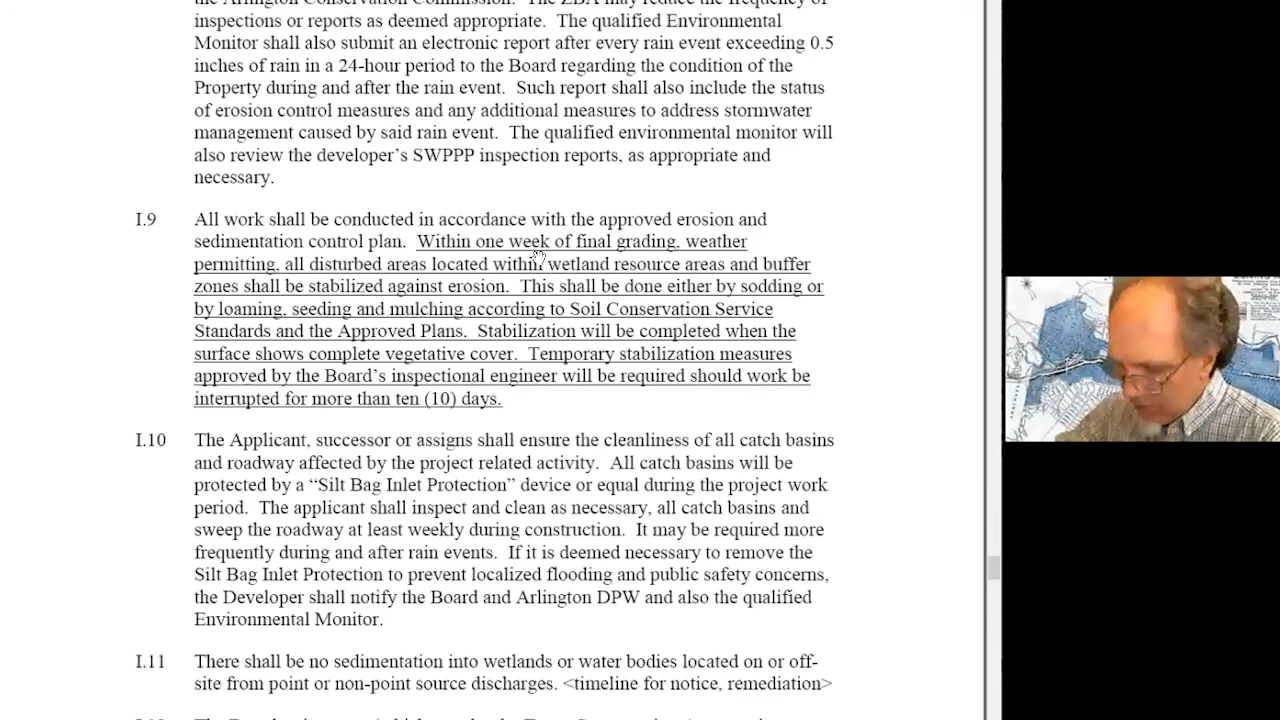 the Arlington Conservation Commission.  The ZBA may reduce the frequency of
inspections or reports as deemed appropriate.  The qualified Environmental
Monitor shall also submit an electronic report after every rain event exceeding 0.5
inches of rain in a 24-hour period to the Board regarding the condition of the
Property during and after the rain event.  Such report shall also include the status
of erosion control measures and any additional measures to address stormwater
management caused by said rain event.  The qualified environmental monitor will
also review the developer’s SWPPP inspection reports, as appropriate and
necessary.
I.9 All work shall be conducted in accordance with the approved erosion and
sedimentation control plan.  Within one week of final grading, weather
permitting, all disturbed areas located within wetland resource areas and buffer
zones shall be stabilized against erosion.  This shall be done either by sodding or
by loaming, seeding and mulching according to Soil Conservation Service
Standards and the Approved Plans.  Stabilization will be completed when the
surface shows complete vegetative cover.  Temporary stabilization measures
approved by the Board’s inspectional engineer will be required should work be
interrupted for more than ten (10) days.
I.10 The Applicant, successor or assigns shall ensure the cleanliness of all catch basins
and roadway affected by the project related activity.  All catch basins will be
protected by a “Silt Bag Inlet Protection” device or equal during the project work
period.  The applicant shall inspect and clean as necessary, all catch basins and
sweep the roadway at least weekly during construction.  It may be required more
frequently during and after rain events.  If it is deemed necessary to remove the
Silt Bag Inlet Protection to prevent localized flooding and public safety concerns,
the Developer shall notify the Board and Arlington DPW and also the qualified
Environmental Monitor.
I.11 There shall be no sedimentation into wetlands or water bodies located on or off-
site from point or non-point source discharges. <timeline for notice, remediation>